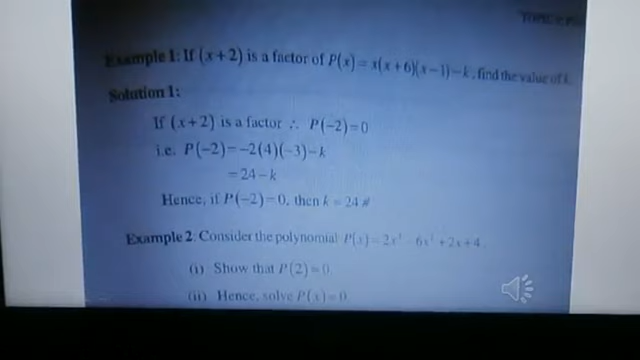 TOPIC 2: 
Example 1: If (x+2) is a factor of P(x) = x(x+6)(x−1)−k, find the value of k
Solution 1:
If (x+2) is a factor ∴ P(−2)=0
i.e. P(−2)=−2(4)(−3)−k
=24−k
Hence, if P(−2)=0, then k = 24 #
Example 2: Consider the polynomial P(x)=2x³−6x²+2x+4.
(i) Show that P(2)=0.
(ii) Hence, solve P(x)=0